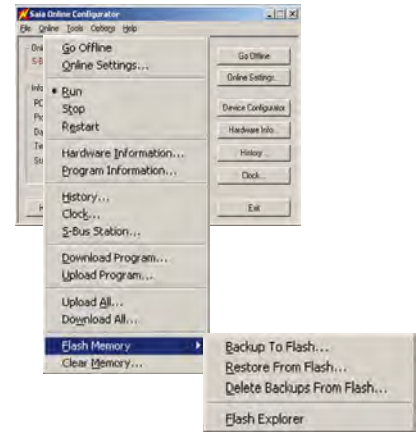 Saia Online Configurator
File Online Tools Options Help
Go Offline
Online Settings...
Run
Stop
Restart
Hardware Information...
Program Information...
History...
Clock...
S-Bus Station...
Download Program...
Upload Program...
Upload All...
Download All...
Flash Memory
Clear Memory...
Go Offline
Online Settings...
Device Configurator
Hardware Info...
History...
Clock...
Exit
Backup To Flash...
Restore From Flash...
Delete Backups From Flash...
Flash Explorer